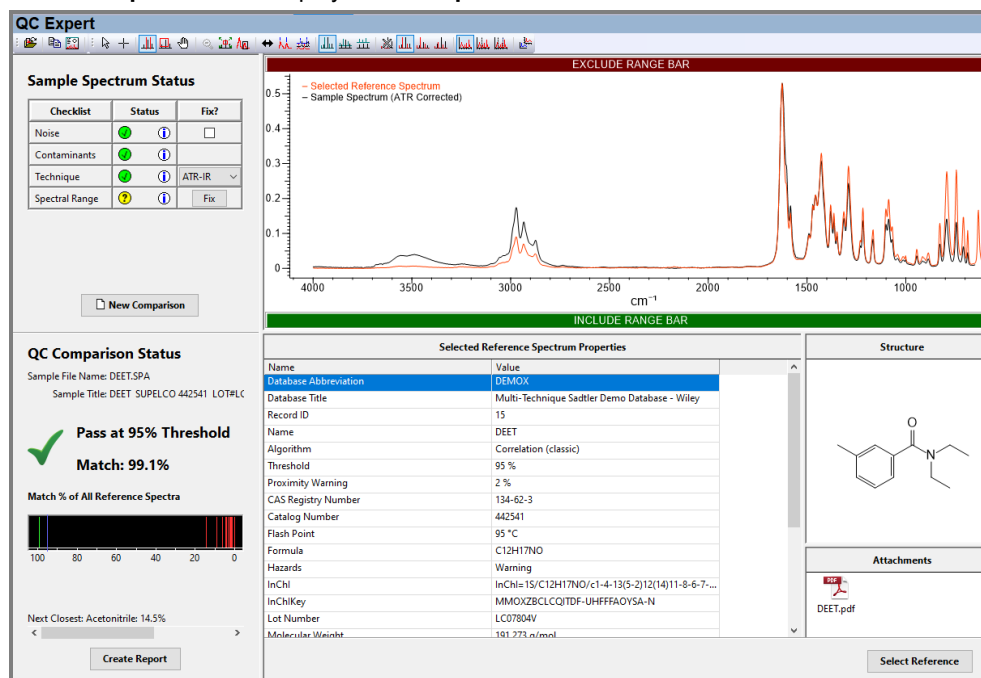 QC Expert
EXCLUDE RANGE BAR
Sample Spectrum Status
Checklist Status Fix?
Noise
Contaminants
Technique ATR-IR
Spectral Range ? Fix
New Comparison
– Selected Reference Spectrum
– Sample Spectrum (ATR Corrected)
0.5
0.4
0.3
0.2
0.1
0
4000 3500 3000 2500 2000 1500 1000
cm⁻¹
INCLUDE RANGE BAR
QC Comparison Status
Sample File Name: DEET.SPA
Sample Title: DEET SUPELCO 442541 LOT#LC
Pass at 95% Threshold
Match: 99.1%
Match % of All Reference Spectra
100 80 60 40 20 0
Next Closest: Acetonitrile: 14.5%
Create Report
Selected Reference Spectrum Properties
Name Value
Database Abbreviation DEMOX
Database Title Multi-Technique Sadtler Demo Database - Wiley
Record ID 15
Name DEET
Algorithm Correlation (classic)
Threshold 95 %
Proximity Warning 2 %
CAS Registry Number 134-62-3
Catalog Number 442541
Flash Point 95 °C
Formula C12H17NO
Hazards Warning
InChI InChI=1S/C12H17NO/c1-4-13(5-2)12(14)11-8-6-7-...
InChIKey MMOXZBCLCQITDF-UHFFFAOYSA-N
Lot Number LC07804V
Molecular Weight 191.273 g/mol
Structure
O
N
Attachments
PDF
DEET.pdf
Select Reference